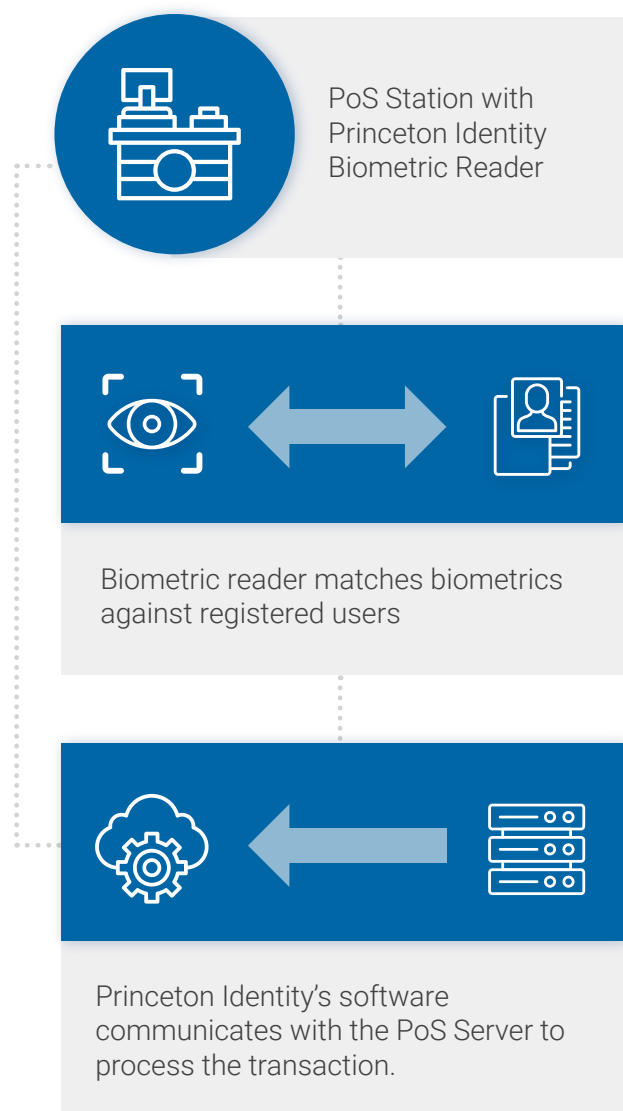 PoS Station with
Princeton Identity
Biometric Reader
Biometric reader matches biometrics
against registered users
Princeton Identity’s software
communicates with the PoS Server to
process the transaction.